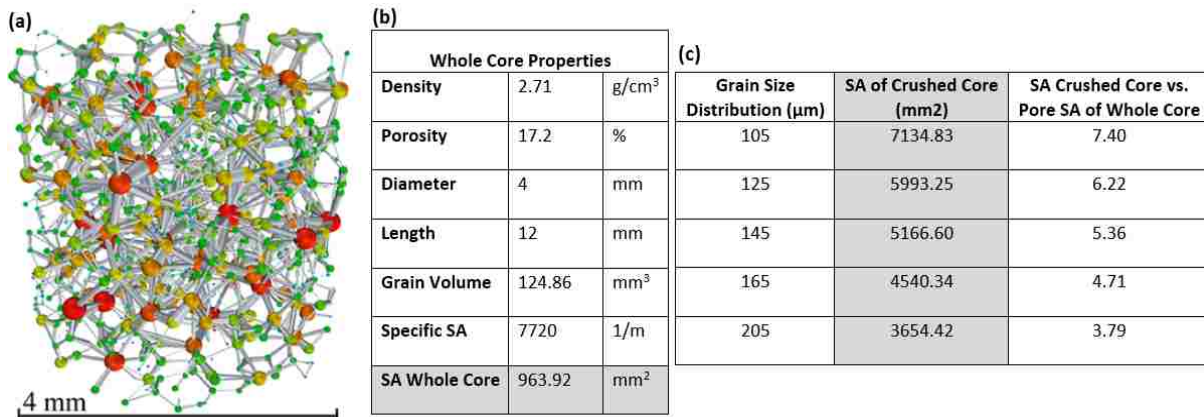 (a)
4 mm
(b)
Whole Core Properties
Density 2.71 g/cm³
Porosity 17.2 %
Diameter 4 mm
Length 12 mm
Grain Volume 124.86 mm³
Specific SA 7720 1/m
SA Whole Core 963.92 mm²
(c)
Grain Size Distribution (µm) SA of Crushed Core (mm2) SA Crushed Core vs. Pore SA of Whole Core
105 7134.83 7.40
125 5993.25 6.22
145 5166.60 5.36
165 4540.34 4.71
205 3654.42 3.79